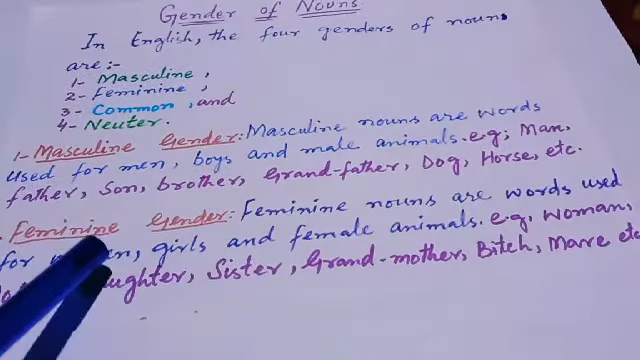 Gender of Nouns
In English, the four genders of nouns
are :-
1- Masculine,
2- Feminine,
3- Common, and
4- Neuter.
1- Masculine Gender: Masculine nouns are words
used for men, boys and male animals. e.g; Man,
father, Son, brother, Grand-father, Dog, Horse, etc.
Feminine Gender: Feminine nouns are words used
for girls and female animals. e.g, Woman,
Sister, Grand-mother, Bitch, Mare etc